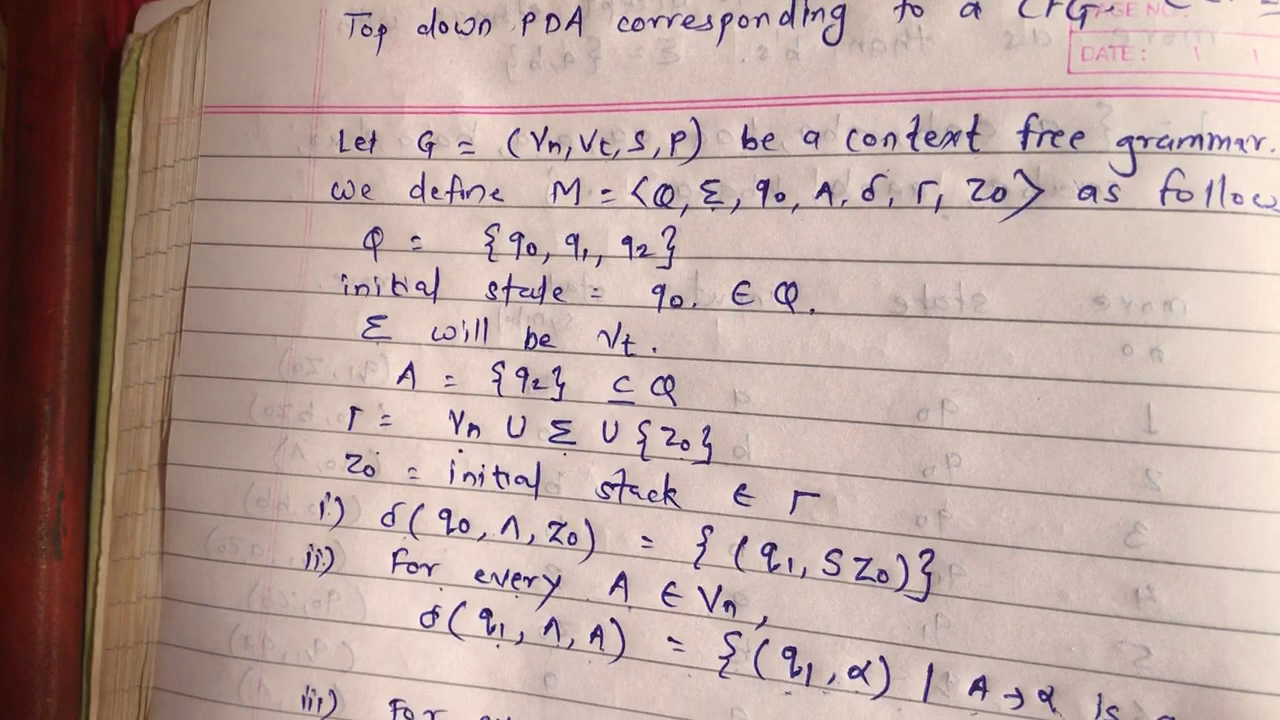 Top down PDA corresponding to a CFG.
PAGE NO.
DATE:
Let G = (Vn, Vt, S, P) be a context free grammar.
we define M = <Q, Σ, q0, A, δ, Γ, Z0> as follow
Q = {q0, q1, q2}
initial state = q0. ∈ Q.
Σ will be Vt.
A = {q2} ⊆ Q
Γ = Vn ∪ Σ ∪ {Z0}
Z0 = initial stack ∈ Γ
i) δ(q0, Λ, Z0) = {(q1, SZ0)}
ii) For every A ∈ Vn,
δ(q1, Λ, A) = {(q1, α) | A → α is
iii) For